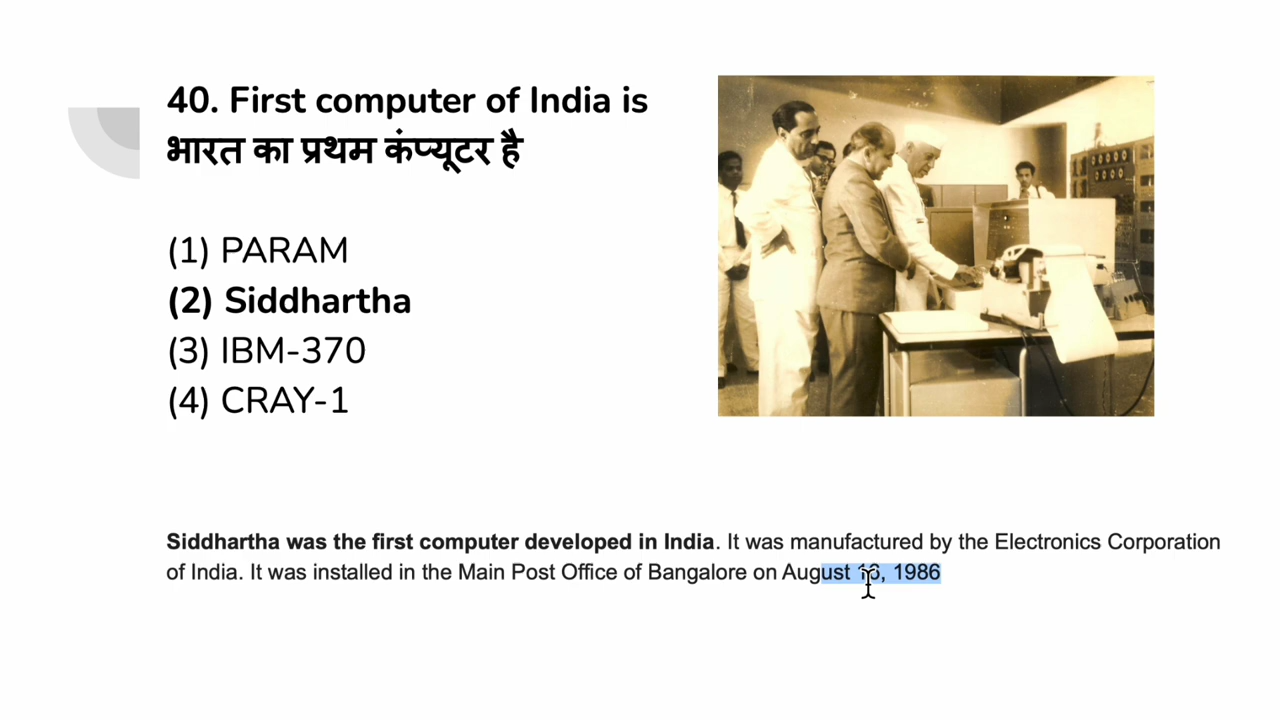 40. First computer of India is
भारत का प्रथम कंप्यूटर है
(1) PARAM
(2) Siddhartha
(3) IBM-370
(4) CRAY-1
Siddhartha was the first computer developed in India. It was manufactured by the Electronics Corporation
of India. It was installed in the Main Post Office of Bangalore on August 1986